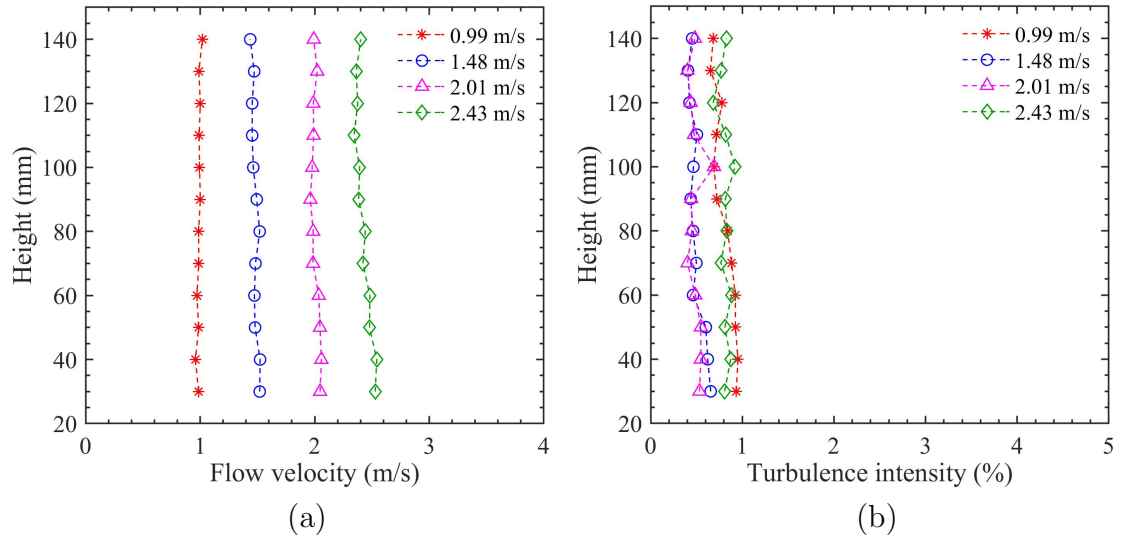 140
120
100
80
60
40
20
Height (mm)
0
1
2
3
4
Flow velocity (m/s)
0.99 m/s
1.48 m/s
2.01 m/s
2.43 m/s
(a)
140
120
100
80
60
40
20
Height (mm)
0
1
2
3
4
5
Turbulence intensity (%)
0.99 m/s
1.48 m/s
2.01 m/s
2.43 m/s
(b)